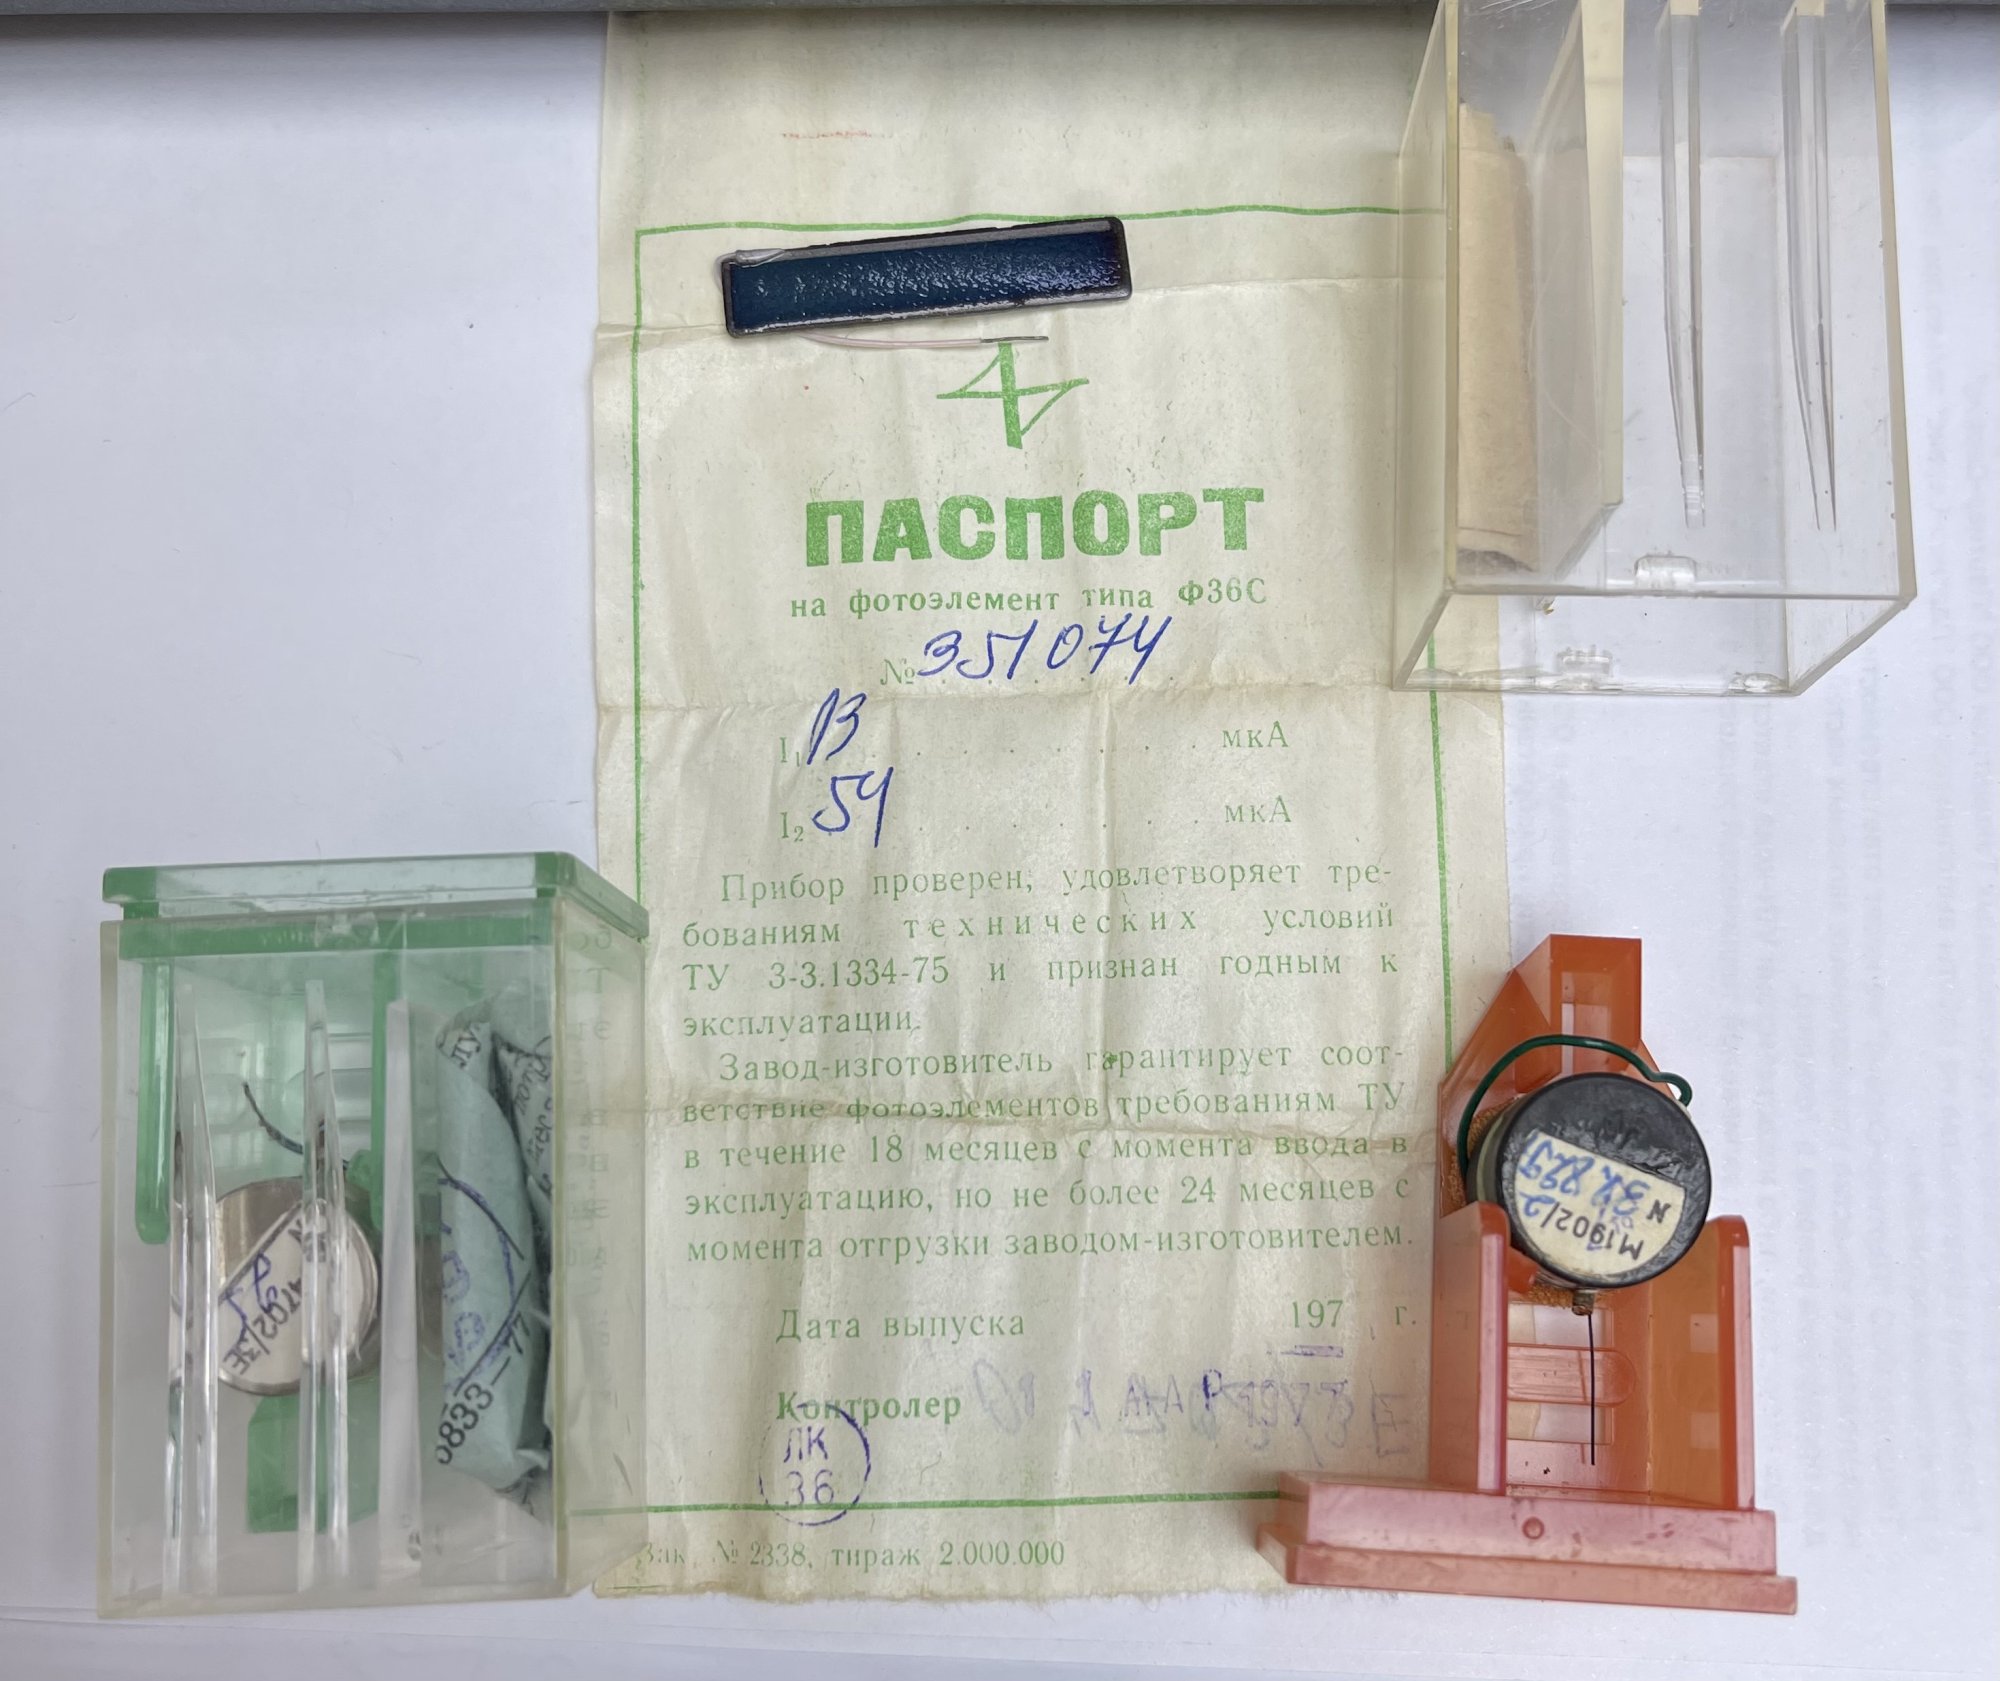 ПАСПОРТ
на фотоэлемент типа Ф36С
№ 351074
I₁ 13 . . . . . . . . мкА
I₂ 54 . . . . . . . . мкА
Прибор проверен, удовлетворяет тре-
бованиям технических условий
ТУ 3-3.1334-75 и признан годным к
эксплуатации.
Завод-изготовитель гарантирует соот-
ветствие фотоэлементов требованиям ТУ
в течение 18 месяцев с момента ввода в
эксплуатацию, но не более 24 месяцев с
момента отгрузки заводом-изготовителем.
Дата выпуска 197 г.
Контролер
ЛК
36
Зак. № 2338, тираж 2.000.000
М1902/2
N
0833